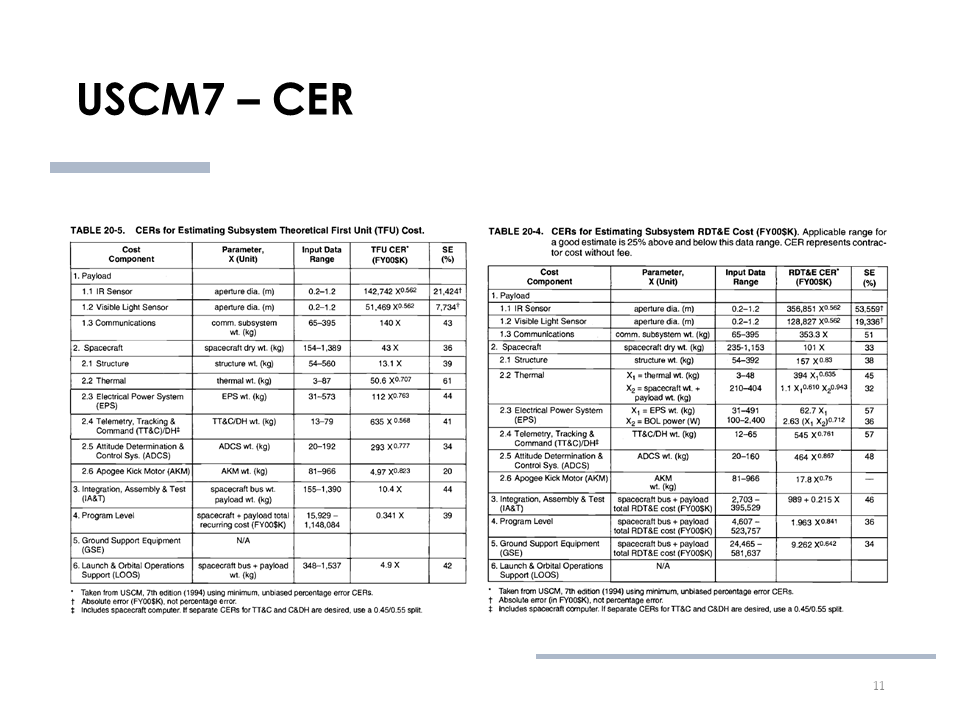 USCM7 – CER
TABLE 20-5. CERs for Estimating Subsystem Theoretical First Unit (TFU) Cost.
Cost Component Parameter, X (Unit) Input Data Range TFU CER* (FY00$K) SE (%)
1. Payload
1.1 IR Sensor aperture dia. (m) 0.2–1.2 142,742 X^0.562 21,424†
1.2 Visible Light Sensor aperture dia. (m) 0.2–1.2 51,469 X^0.562 7,734†
1.3 Communications comm. subsystem wt. (kg) 65–395 140 X 43
2. Spacecraft spacecraft dry wt. (kg) 154–1,389 43 X 36
2.1 Structure structure wt. (kg) 54–560 13.1 X 39
2.2 Thermal thermal wt. (kg) 3–87 50.6 X^0.707 61
2.3 Electrical Power System (EPS) EPS wt. (kg) 31–573 112 X^0.763 44
2.4 Telemetry, Tracking & Command (TT&C)/DH‡ TT&C/DH wt. (kg) 13–79 635 X^0.568 41
2.5 Attitude Determination & Control Sys. (ADCS) ADCS wt. (kg) 20–192 293 X^0.777 34
2.6 Apogee Kick Motor (AKM) AKM wt. (kg) 81–966 4.97 X^0.823 20
3. Integration, Assembly & Test (IA&T) spacecraft bus wt. payload wt. (kg) 155–1,390 10.4 X 44
4. Program Level spacecraft + payload total recurring cost (FY00$K) 15,929 – 1,148,084 0.341 X 39
5. Ground Support Equipment (GSE) N/A
6. Launch & Orbital Operations Support (LOOS) spacecraft bus + payload wt. (kg) 348–1,537 4.9 X 42
* Taken from USCM, 7th edition (1994) using minimum, unbiased percentage error CERs.
† Absolute error (FY00$K), not percentage error.
‡ Includes spacecraft computer. If separate CERs for TT&C and C&DH are desired, use a 0.45/0.55 split.
TABLE 20-4. CERs for Estimating Subsystem RDT&E Cost (FY00$K). Applicable range for
a good estimate is 25% above and below this data range. CER represents contrac-
tor cost without fee.
Cost Component Parameter, X (Unit) Input Data Range RDT&E CER* (FY00$K) SE (%)
1. Payload
1.1 IR Sensor aperture dia. (m) 0.2–1.2 356,851 X^0.562 53,559†
1.2 Visible Light Sensor aperture dia. (m) 0.2–1.2 128,827 X^0.562 19,336†
1.3 Communications comm. subsystem wt. (kg) 65–395 353.3 X 51
2. Spacecraft spacecraft dry wt. (kg) 235-1,153 101 X 33
2.1 Structure structure wt. (kg) 54–392 157 X^0.83 38
2.2 Thermal X1 = thermal wt. (kg) 3–48 394 X1^0.635 45
X2 = spacecraft wt. + payload wt. (kg) 210–404 1.1 X1^0.610 X2^0.943 32
2.3 Electrical Power System (EPS) X1 = EPS wt. (kg) 31–491 62.7 X1 57
X2 = BOL power (W) 100–2,400 2.63 (X1 X2)^0.712 36
2.4 Telemetry, Tracking & Command (TT&C)/DH‡ TT&C/DH wt. (kg) 12–65 545 X^0.761 57
2.5 Attitude Determination & Control Sys. (ADCS) ADCS wt. (kg) 20–160 464 X^0.867 48
2.6 Apogee Kick Motor (AKM) AKM wt. (kg) 81–966 17.8 X^0.75 —
3. Integration, Assembly & Test (IA&T) spacecraft bus + payload total RDT&E cost (FY00$K) 2,703 – 395,529 989 + 0.215 X 46
4. Program Level spacecraft bus + payload total RDT&E cost (FY00$K) 4,607 – 523,757 1.963 X^0.841 36
5. Ground Support Equipment (GSE) spacecraft bus + payload total RDT&E cost (FY00$K) 24,465 – 581,637 9.262 X^0.642 34
6. Launch & Orbital Operations Support (LOOS) N/A
* Taken from USCM, 7th edition (1994) using minimum, unbiased percentage error CERs.
† Absolute error (in FY00$K), not percentage error.
‡ Includes spacecraft computer. If separate CERs for TT&C and C&DH are desired, use a 0.45/0.55 split.
11